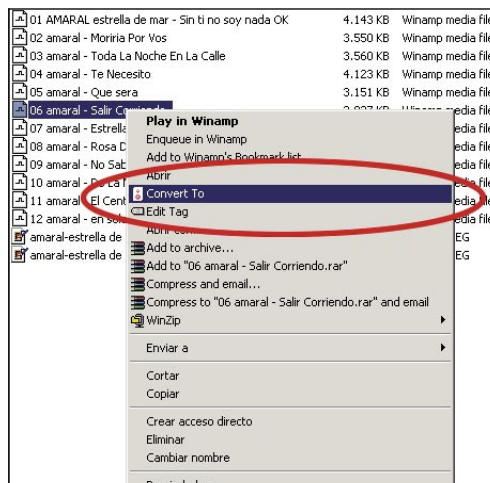 01 AMARAL estrella de mar - Sin ti no soy nada OK 4.143 KB Winamp media file
02 amaral - Moriria Por Vos 3.550 KB Winamp media file
03 amaral - Toda La Noche En La Calle 3.560 KB Winamp media file
04 amaral - Te Necesito 4.123 KB Winamp media file
05 amaral - Que sera 3.151 KB Winamp media file
06 amaral - Salir Corriendo
07 amaral - Estrella
08 amaral - Rosa D
09 amaral - No Sab
10 amaral
11 amaral - El Cent
12 amaral - en
amaral-estrella de
amaral-estrella de
Play in Winamp
Enqueue in Winamp
Add to Winamp's Bookmark list
Abrir
Convert To
Edit Tag
Add to archive...
Add to "06 amaral - Salir Corriendo.rar"
Compress and email...
Compress to "06 amaral - Salir Corriendo.rar" and email
WinZip
Enviar a
Cortar
Copiar
Crear acceso directo
Eliminar
Cambiar nombre